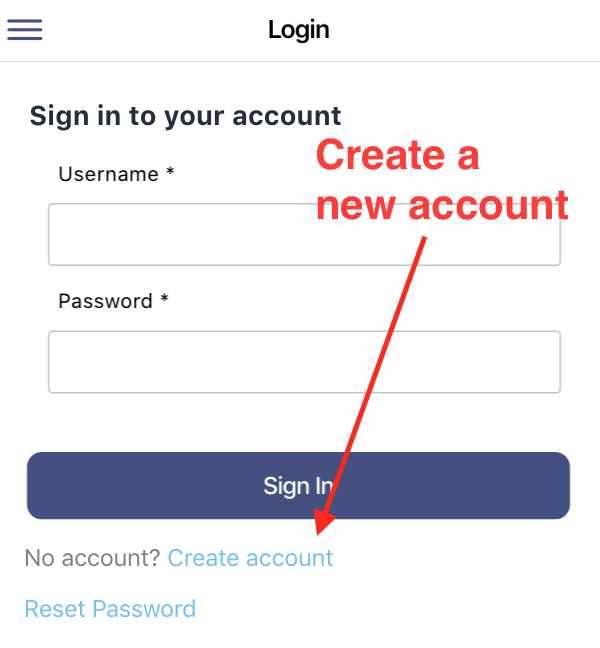 Login
Sign in to your account
Create a
new account
Username *
Password *
Sign In
No account? Create account
Reset Password